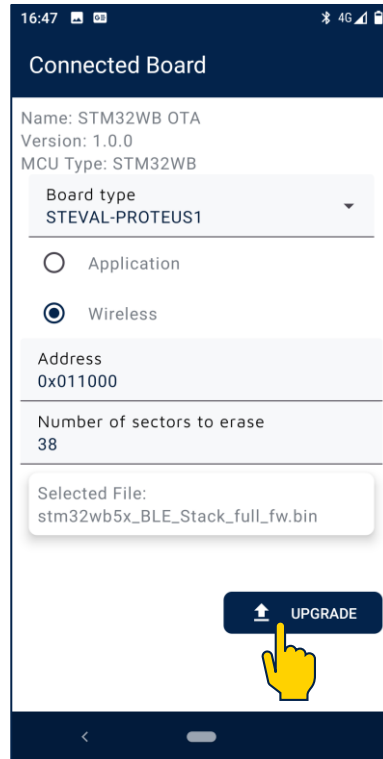 16:47 GB 4G
Connected Board
Name: STM32WB OTA
Version: 1.0.0
MCU Type: STM32WB
Board type
STEVAL-PROTEUS1
Application
Wireless
Address
0x011000
Number of sectors to erase
38
Selected File:
stm32wb5x_BLE_Stack_full_fw.bin
UPGRADE